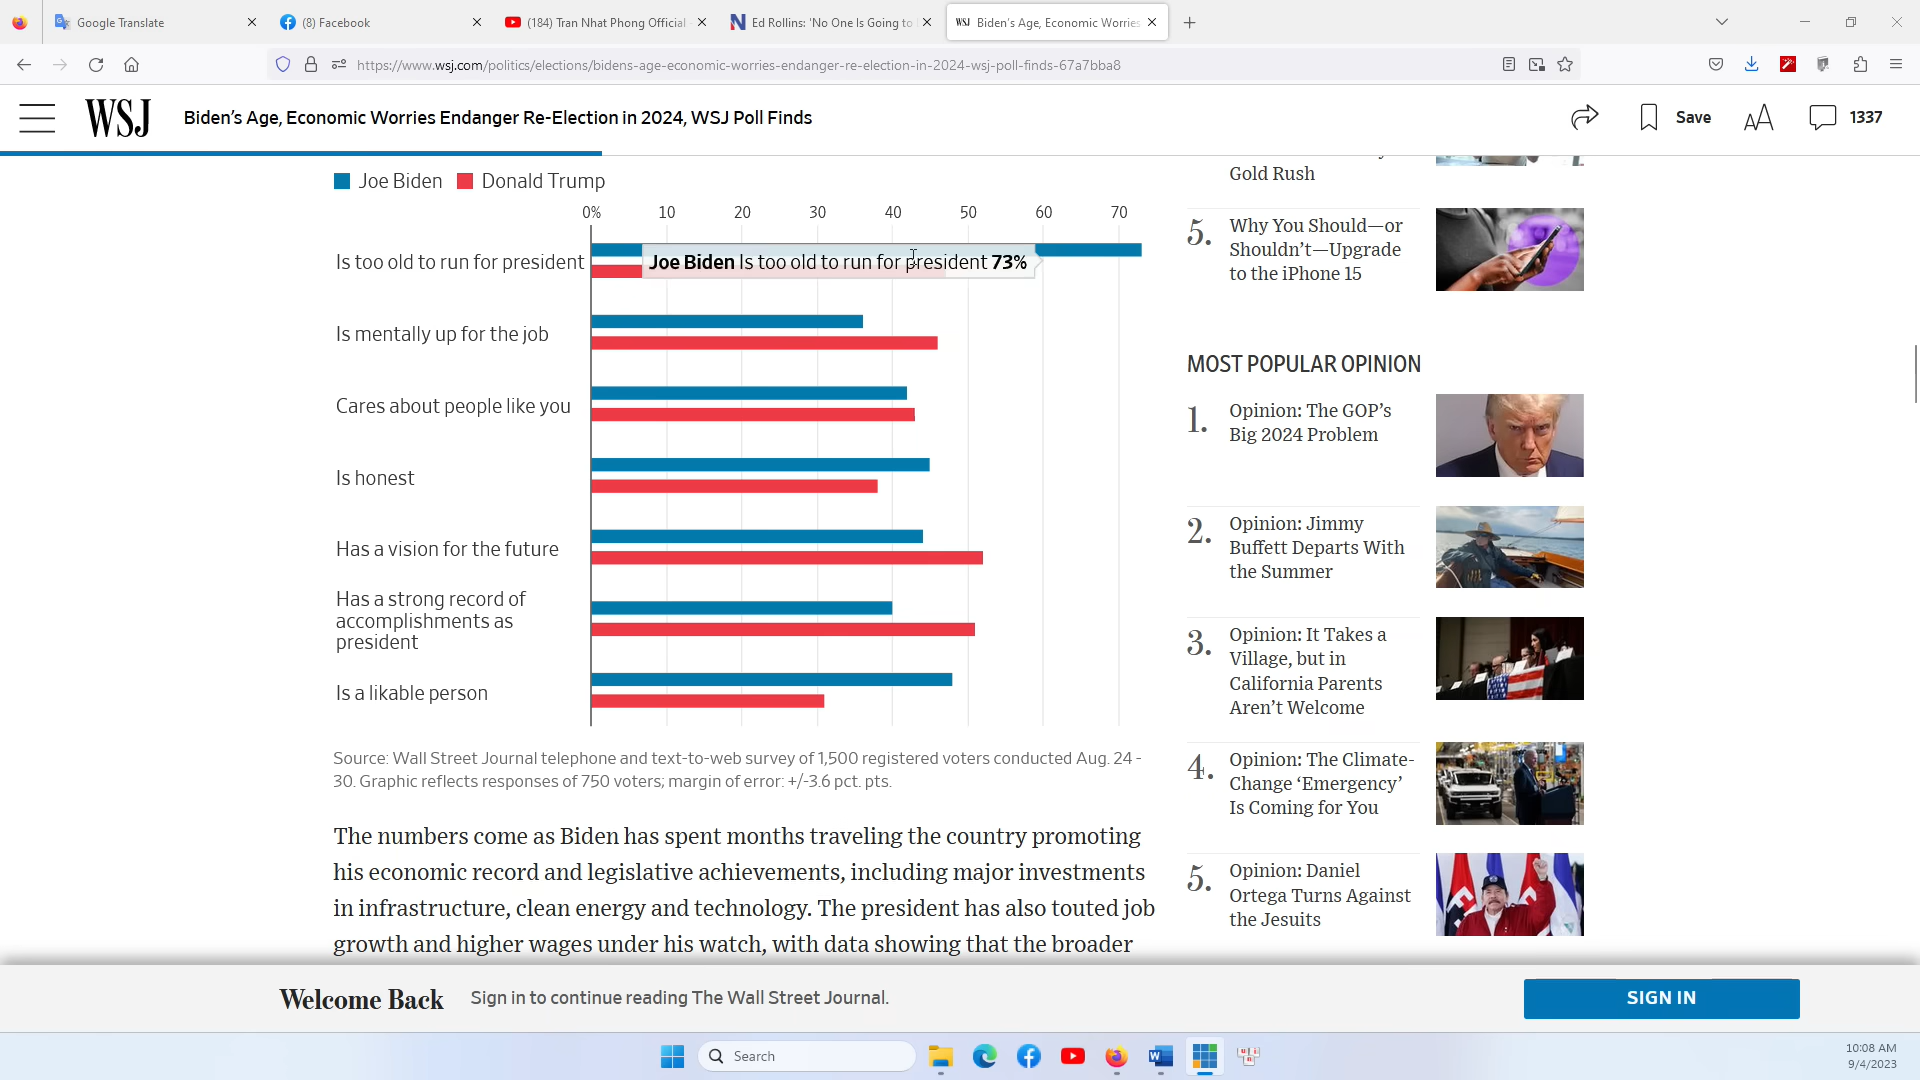 Google Translate
(8) Facebook
(184) Tran Nhat Phong Official
Ed Rollins: 'No One Is Going to
WSJ Biden's Age, Economic Worries
https://www.wsj.com/politics/elections/bidens-age-economic-worries-endanger-re-election-in-2024-wsj-poll-finds-67a7bba8
WSJ
Biden's Age, Economic Worries Endanger Re-Election in 2024, WSJ Poll Finds
Save
AA
1337
Joe Biden Donald Trump
0% 10 20 30 40 50 60 70
Is too old to run for president
Joe Biden Is too old to run for president 73%
Is mentally up for the job
Cares about people like you
Is honest
Has a vision for the future
Has a strong record of
accomplishments as
president
Is a likable person
Source: Wall Street Journal telephone and text-to-web survey of 1,500 registered voters conducted Aug. 24 -
30. Graphic reflects responses of 750 voters; margin of error: +/-3.6 pct. pts.
The numbers come as Biden has spent months traveling the country promoting
his economic record and legislative achievements, including major investments
in infrastructure, clean energy and technology. The president has also touted job
growth and higher wages under his watch, with data showing that the broader
Gold Rush
5. Why You Should—or
Shouldn't—Upgrade
to the iPhone 15
MOST POPULAR OPINION
1. Opinion: The GOP's
Big 2024 Problem
2. Opinion: Jimmy
Buffett Departs With
the Summer
3. Opinion: It Takes a
Village, but in
California Parents
Aren't Welcome
4. Opinion: The Climate-
Change 'Emergency'
Is Coming for You
5. Opinion: Daniel
Ortega Turns Against
the Jesuits
Welcome Back
Sign in to continue reading The Wall Street Journal.
SIGN IN
Search
10:08 AM
9/4/2023